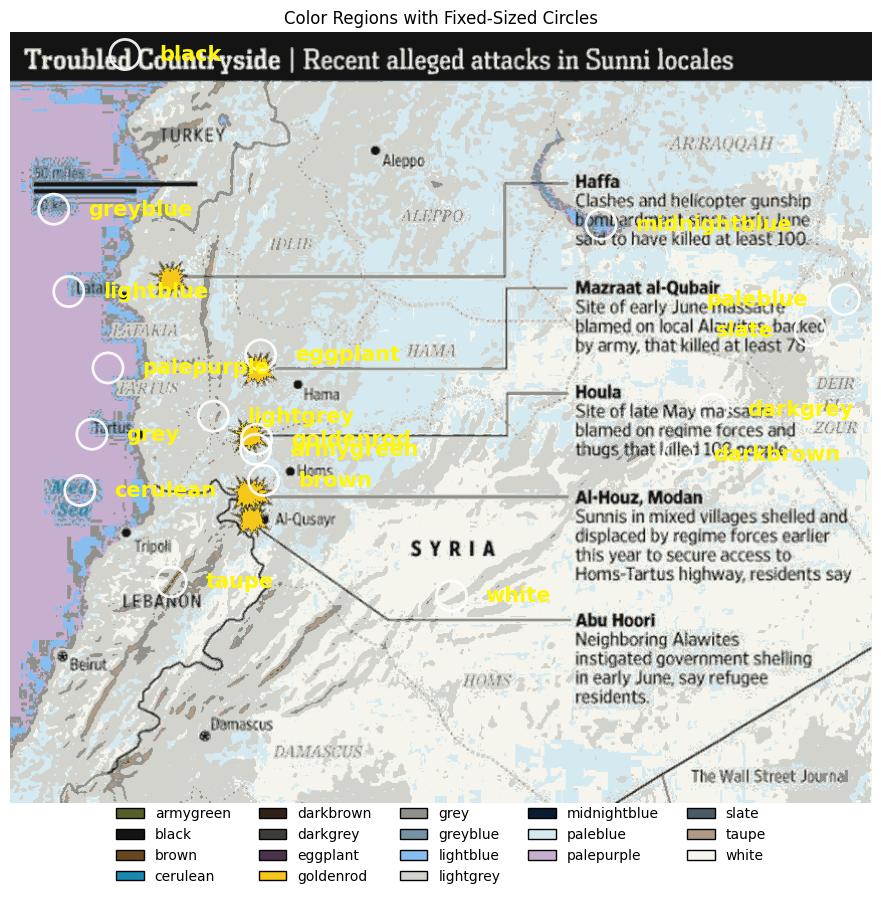 Color Regions with Fixed-Sized Circles
Troubled Countryside | Recent alleged attacks in Sunni locales
black
TURKEY
Aleppo
AR'RAQQAH
50 miles
greyblue
ALEPPO
IDLIB
Haffa
Clashes and helicopter gunship
bombardment since early June
said to have killed at least 100.
midnightblue
lightblue
LATAKIA
Mazraat al-Qubair
Site of early June massacre
blamed on local Alawites, backed
by army, that killed at least 78
paleblue
slate
eggplant
HAMA
palepurple
TARTUS
Hama
DEIR
EL
ZOUR
Houla
Site of late May massacre
blamed on regime forces and
thugs that killed 108 people
darkgrey
darkbrown
lightgrey
Tartus
grey
goldenrod
armygreen
Homs
brown
Med.
Sea
cerulean
Al-Qusayr
Al-Houz, Modan
Sunnis in mixed villages shelled and
displaced by regime forces earlier
this year to secure access to
Homs-Tartus highway, residents say
Tripoli
SYRIA
taupe
LEBANON
white
Abu Hoori
Neighboring Alawites
instigated government shelling
in early June, say refugee
residents.
Beirut
HOMS
Damascus
DAMASCUS
The Wall Street Journal
armygreen darkbrown grey midnightblue slate
black darkgrey greyblue paleblue taupe
brown eggplant lightblue palepurple white
cerulean goldenrod lightgrey